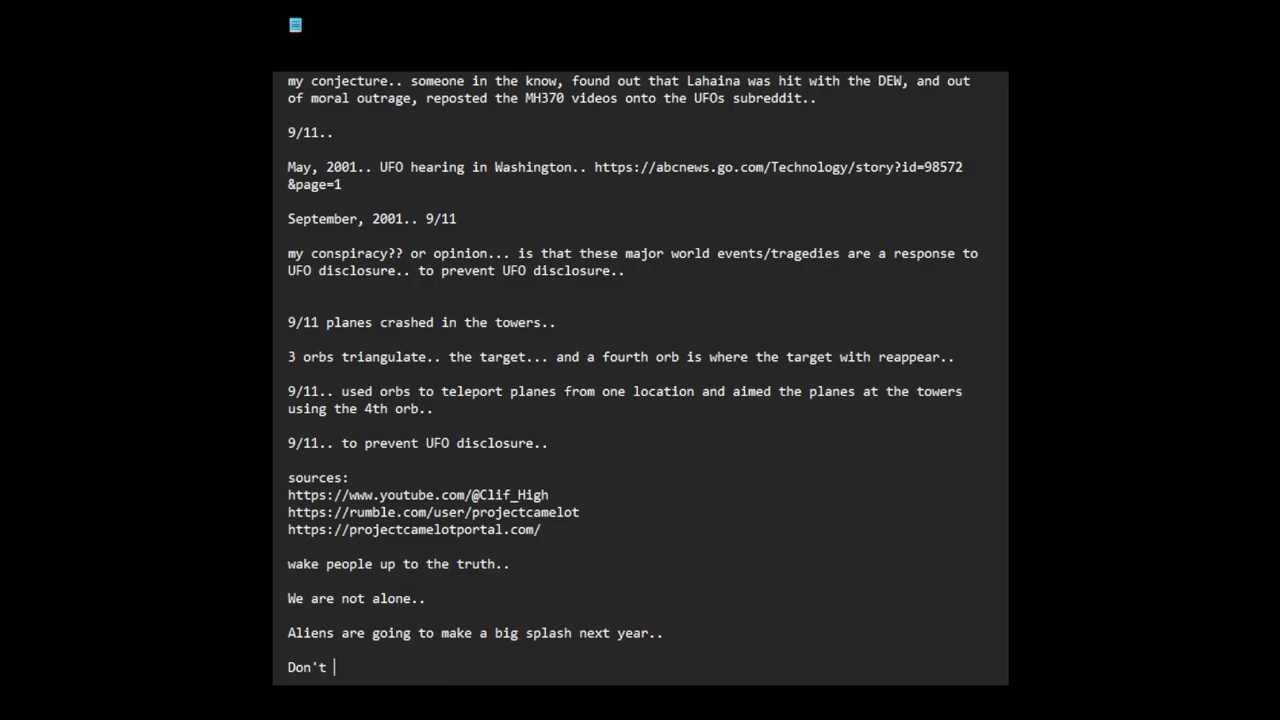 my conjecture.. someone in the know, found out that Lahaina was hit with the DEW, and out
of moral outrage, reposted the MH370 videos onto the UFOs subreddit..
9/11..
May, 2001.. UFO hearing in Washington.. https://abcnews.go.com/Technology/story?id=98572
&page=1
September, 2001.. 9/11
my conspiracy?? or opinion... is that these major world events/tragedies are a response to
UFO disclosure.. to prevent UFO disclosure..
9/11 planes crashed in the towers..
3 orbs triangulate.. the target... and a fourth orb is where the target with reappear..
9/11.. used orbs to teleport planes from one location and aimed the planes at the towers
using the 4th orb..
9/11.. to prevent UFO disclosure..
sources:
https://www.youtube.com/@Clif_High
https://rumble.com/user/projectcamelot
https://projectcamelotportal.com/
wake people up to the truth..
We are not alone..
Aliens are going to make a big splash next year..
Don't